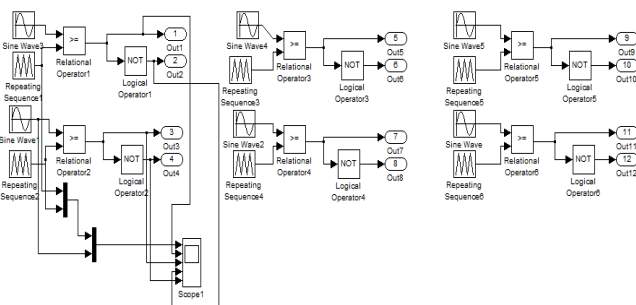 Sine Wave3
>=
Relational
Operator1
Repeating
Sequence1
NOT
Logical
Operator1
1
Out1
2
Out2
Sine Wave1
>=
Relational
Operator2
Repeating
Sequence2
NOT
Logical
Operator2
3
Out3
4
Out4
Scope1
Sine Wave4
>=
Relational
Operator3
Repeating
Sequence3
NOT
Logical
Operator3
5
Out5
6
Out6
Sine Wave2
>=
Relational
Operator4
Repeating
Sequence4
NOT
Logical
Operator4
7
Out7
8
Out8
Sine Wave5
>=
Relational
Operator5
Repeating
Sequence5
NOT
Logical
Operator5
9
Out9
10
Out10
Sine Wave
>=
Relational
Operator6
Repeating
Sequence6
NOT
Logical
Operator6
11
Out11
12
Out12